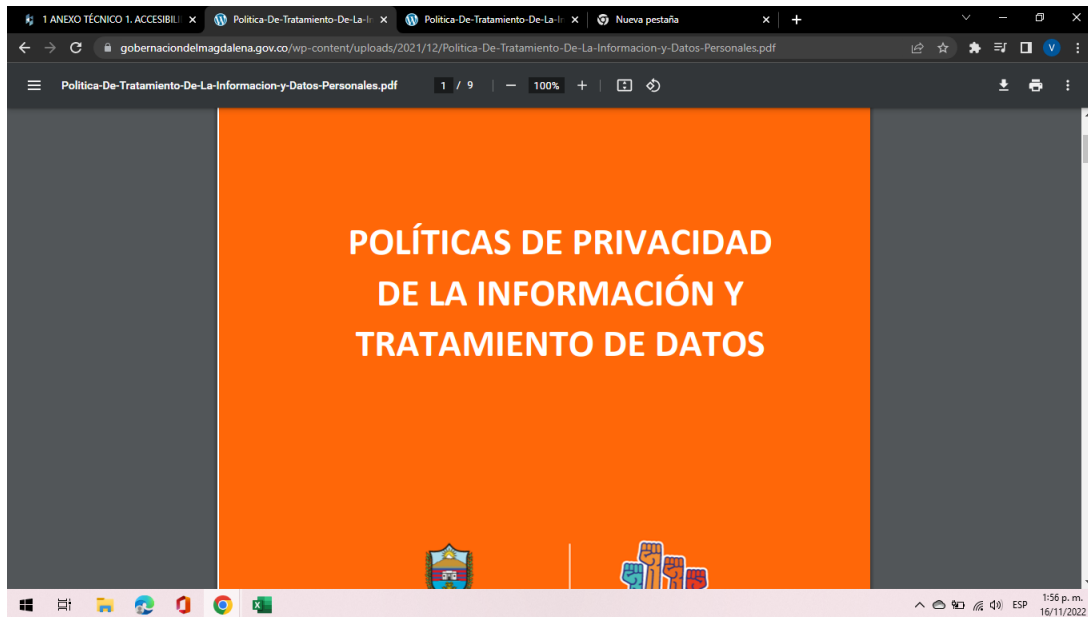 1 ANEXO TÉCNICO 1. ACCESIBIL
Politica-De-Tratamiento-De-La-In
Politica-De-Tratamiento-De-La-In
Nueva pestaña
gobernaciondelmagdalena.gov.co/wp-content/uploads/2021/12/Politica-De-Tratamiento-De-La-Informacion-y-Datos-Personales.pdf
V
Politica-De-Tratamiento-De-La-Informacion-y-Datos-Personales.pdf
1 / 9
100%
POLÍTICAS DE PRIVACIDAD
DE LA INFORMACIÓN Y
TRATAMIENTO DE DATOS
ESP
1:56 p. m.
16/11/2022